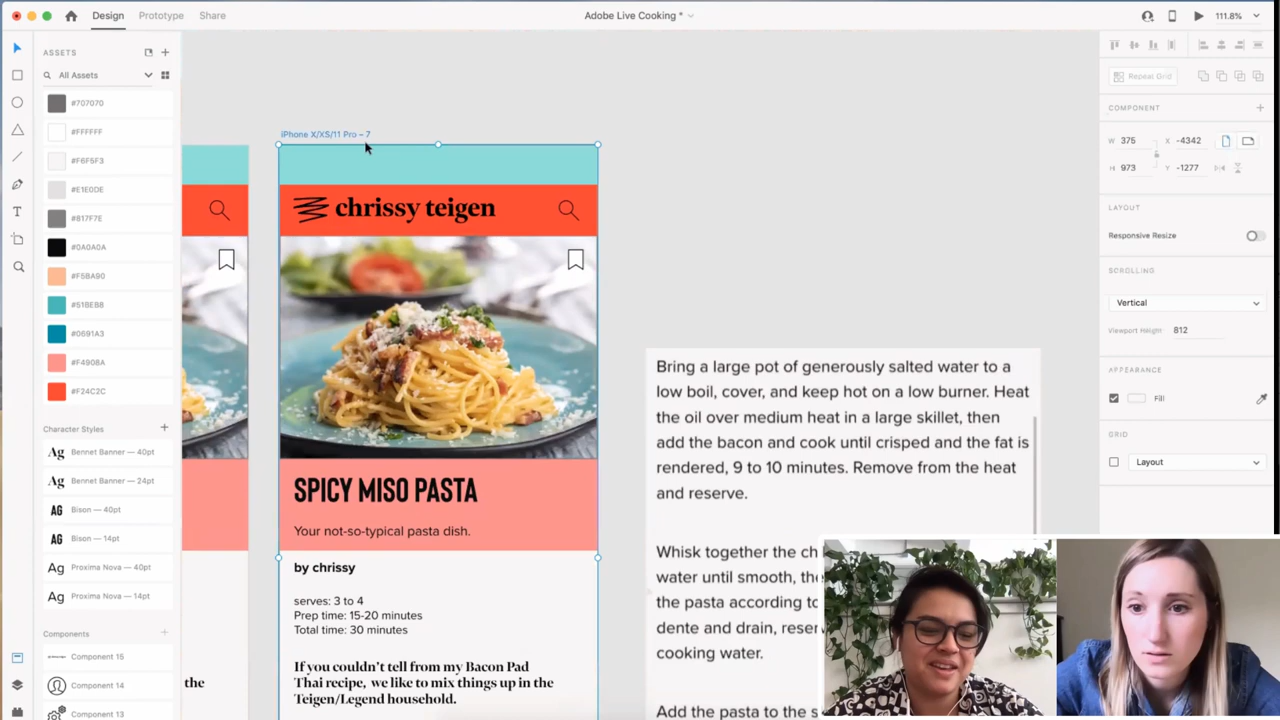 Design
Prototype
Share
Adobe Live Cooking *
111.8%
ASSETS
All Assets
#707070
#FFFFFF
#F6F5F3
#E1E0DE
#817F7E
#0A0A0A
#F5BA90
#51BEBB
#0691A3
#F4908A
#F24C2C
Character Styles
Ag Bennet Banner — 40pt
Ag Bennet Banner — 24pt
AG Bison — 40pt
AG Bison — 14pt
Ag Proxima Nova — 40pt
Ag Proxima Nova — 14pt
Components
Component 15
Component 14
Component 13
the
iPhone X/XS/11 Pro – 7
chrissy teigen
SPICY MISO PASTA
Your not-so-typical pasta dish.
by chrissy
serves: 3 to 4
Prep time: 15-20 minutes
Total time: 30 minutes
If you couldn't tell from my Bacon Pad
Thai recipe, we like to mix things up in the
Teigen/Legend household.
Bring a large pot of generously salted water to a
low boil, cover, and keep hot on a low burner. Heat
the oil over medium heat in a large skillet, then
add the bacon and cook until crisped and the fat is
rendered, 9 to 10 minutes. Remove from the heat
and reserve.
Whisk together the ch
water until smooth, the
the pasta according to
dente and drain, reser
cooking water.
Add the pasta to the s
Repeat Grid
COMPONENT
W 375 X -4342
H 973 Y -1277
LAYOUT
Responsive Resize
SCROLLING
Vertical
Viewport Height 812
APPEARANCE
Fill
GRID
Layout